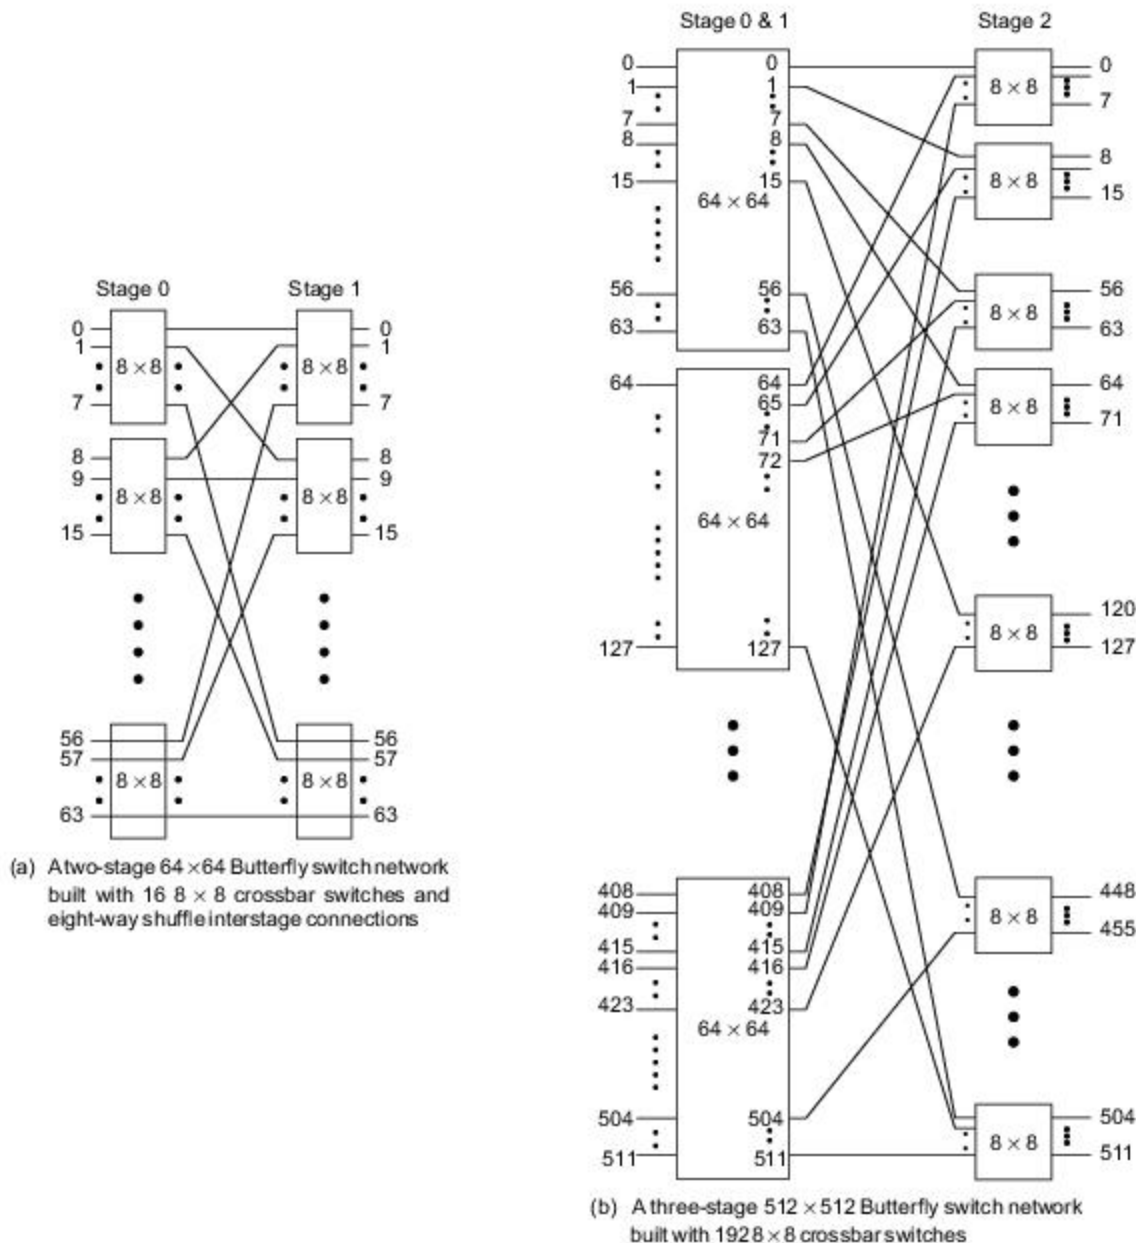 Stage 0 & 1
Stage 2
0
1
7
8
15
56
63
64
127
408
409
415
416
423
504
511
0
1
7
8
15
64 × 64
56
63
64
65
71
72
64 × 64
127
408
409
415
416
423
64 × 64
504
511
8 × 8
8 × 8
8 × 8
8 × 8
8 × 8
8 × 8
8 × 8
0
7
8
15
56
63
64
71
120
127
448
455
504
511
Stage 0
Stage 1
0
1
7
8
9
15
56
57
63
8 × 8
8 × 8
8 × 8
8 × 8
8 × 8
8 × 8
0
1
7
8
9
15
56
57
63
(a) A two-stage 64 × 64 Butterfly switch network
built with 16 8 × 8 crossbar switches and
eight-way shuffle interstage connections
(b) A three-stage 512 × 512 Butterfly switch network
built with 192 8 × 8 crossbar switches